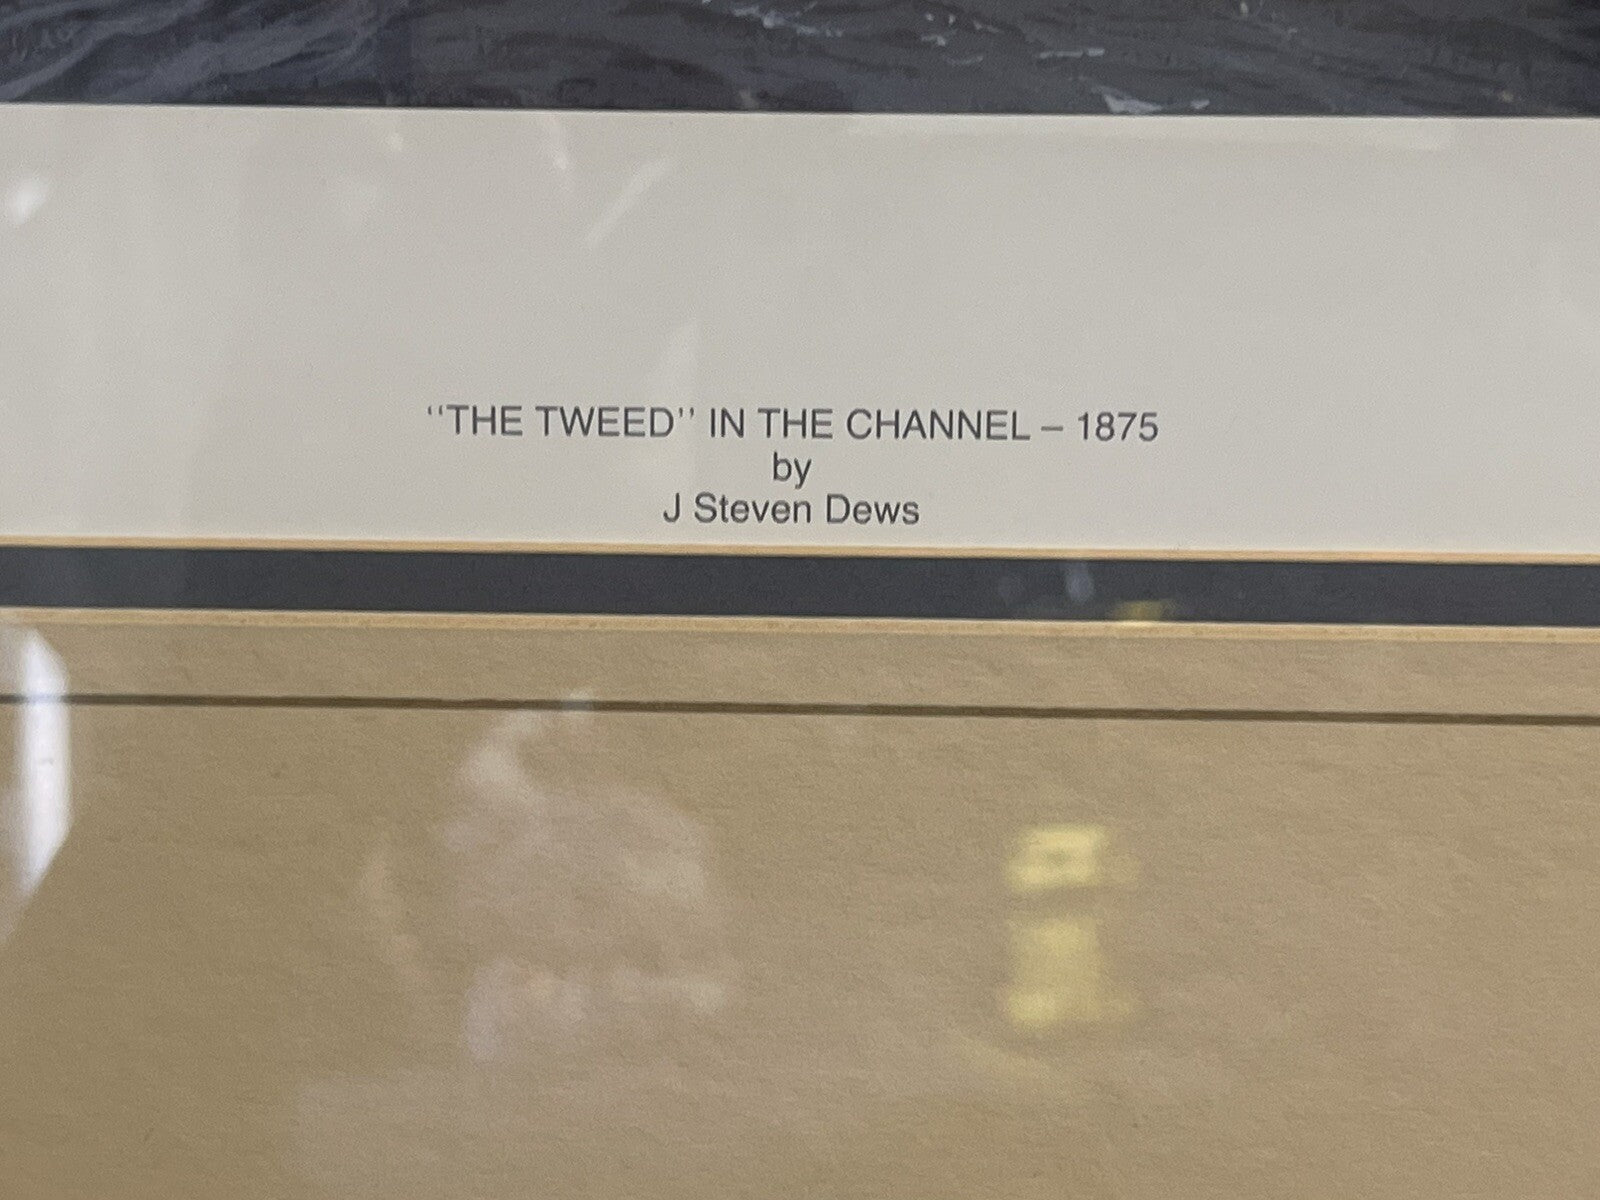 "THE TWEED" IN THE CHANNEL – 1875
by
J Steven Dews